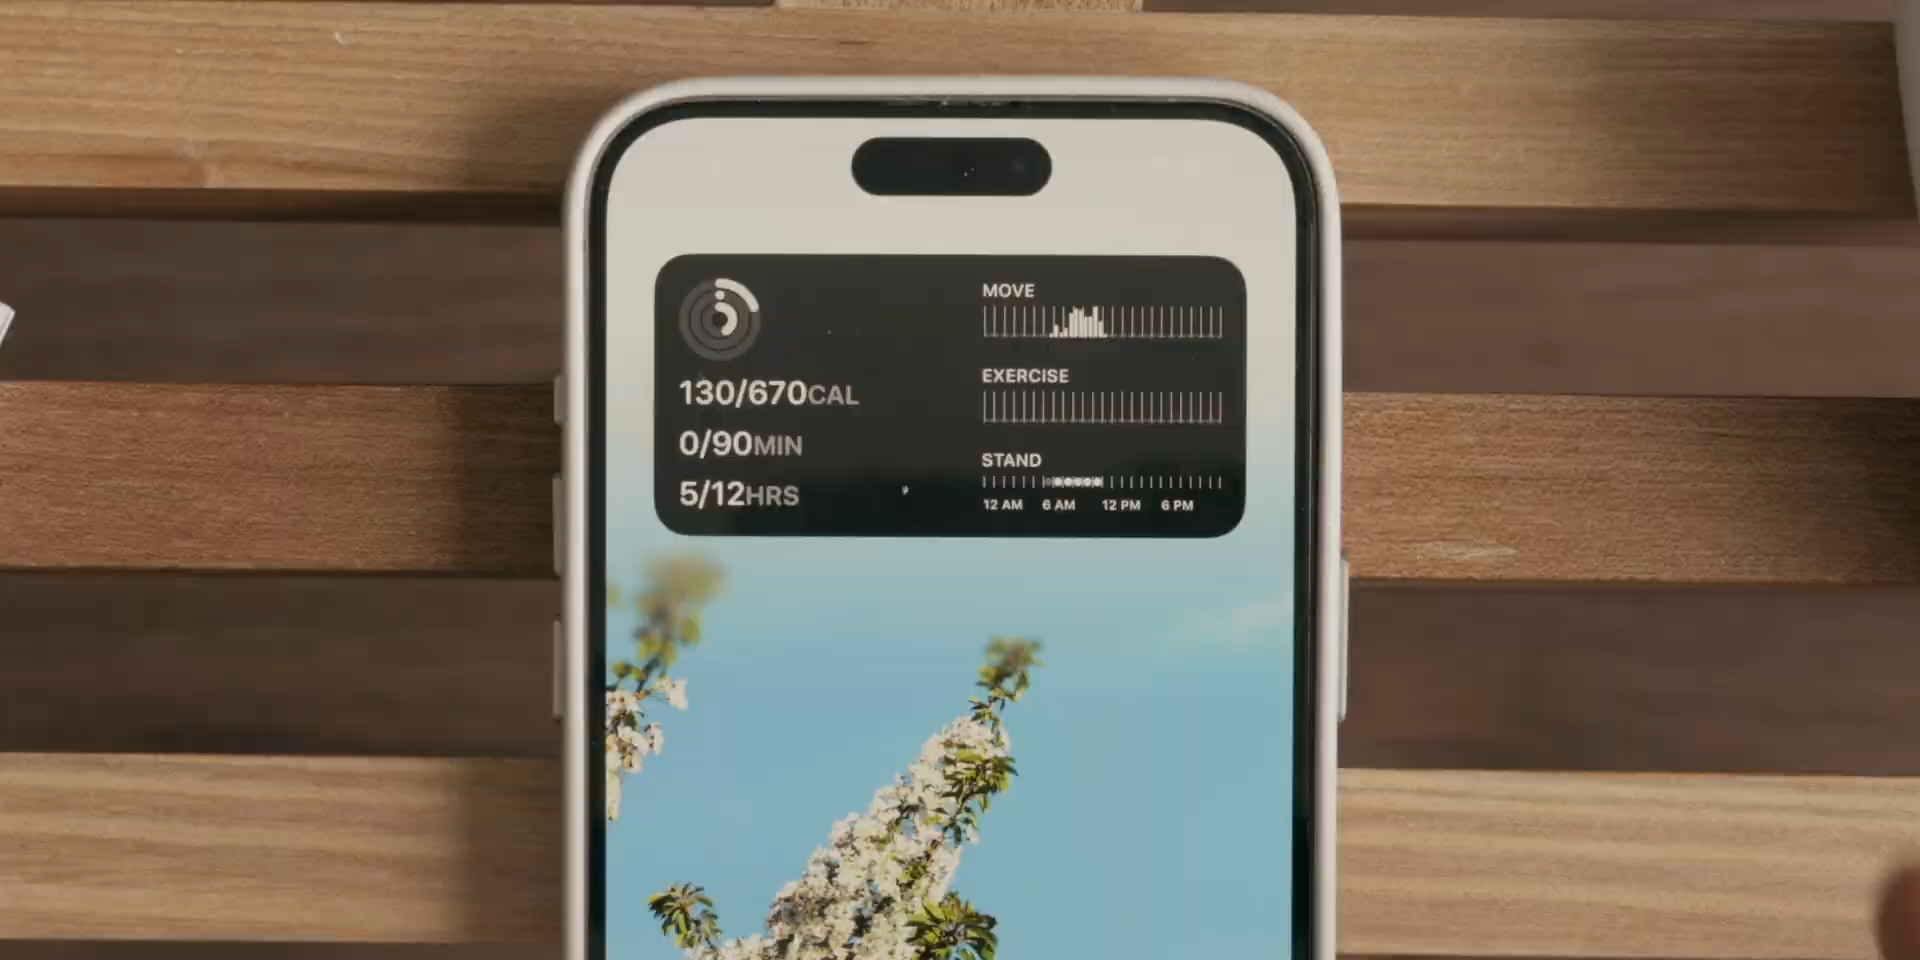 130/670CAL
0/90MIN
5/12HRS
MOVE
EXERCISE
STAND
12 AM 6 AM 12 PM 6 PM